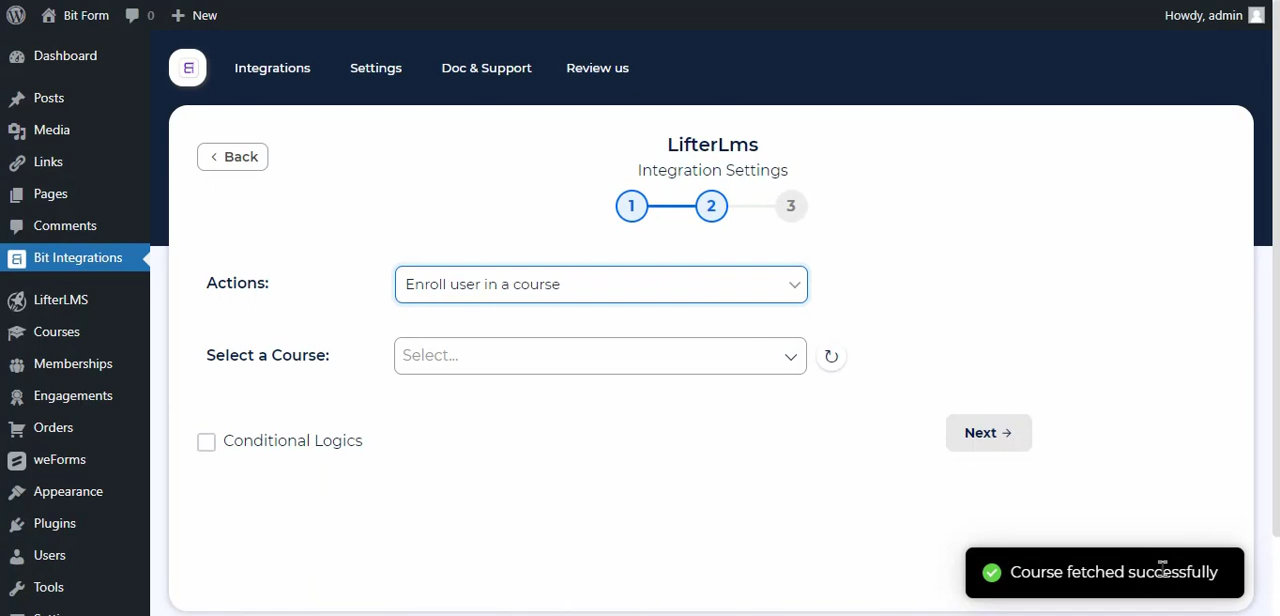 Bit Form
0
New
Howdy, admin
Dashboard
Posts
Media
Links
Pages
Comments
Bit Integrations
LifterLMS
Courses
Memberships
Engagements
Orders
weForms
Appearance
Plugins
Users
Tools
Integrations
Settings
Doc & Support
Review us
Back
LifterLms
Integration Settings
1
2
3
Actions:
Enroll user in a course
Select a Course:
Select...
Conditional Logics
Next
Course fetched successfully